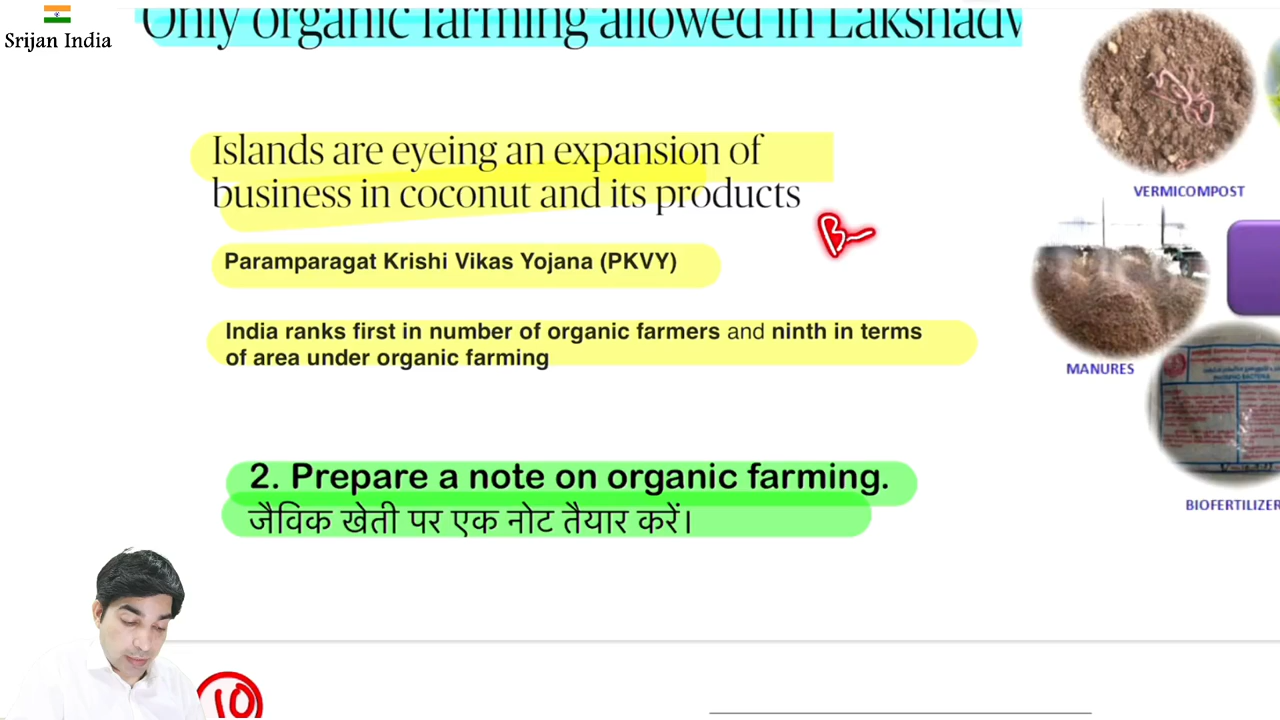 Srijan India
Only organic farming allowed in Lakshadw
Islands are eyeing an expansion of
business in coconut and its products
Paramparagat Krishi Vikas Yojana (PKVY)
India ranks first in number of organic farmers and ninth in terms
of area under organic farming
2. Prepare a note on organic farming.
जैविक खेती पर एक नोट तैयार करें।
10
VERMICOMPOST
MANURES
BIOFERTILIZER